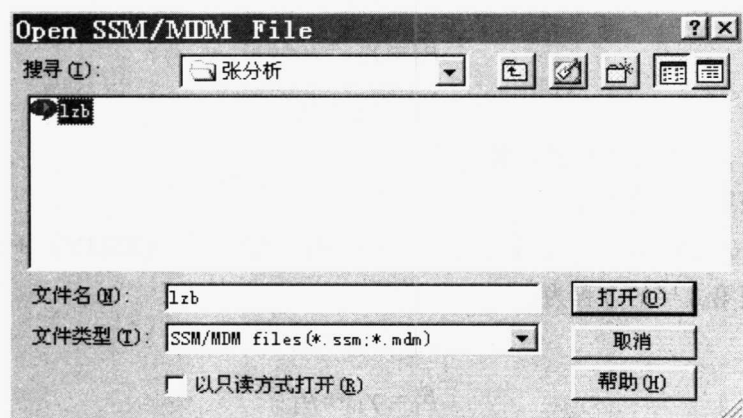 Open SSM/MDM File
搜寻(I): 张分析
lzb
文件名(N): lzb 打开(O)
文件类型(T): SSM/MDM files(*.ssm;*.mdm) 取消
以只读方式打开(R) 帮助(H)